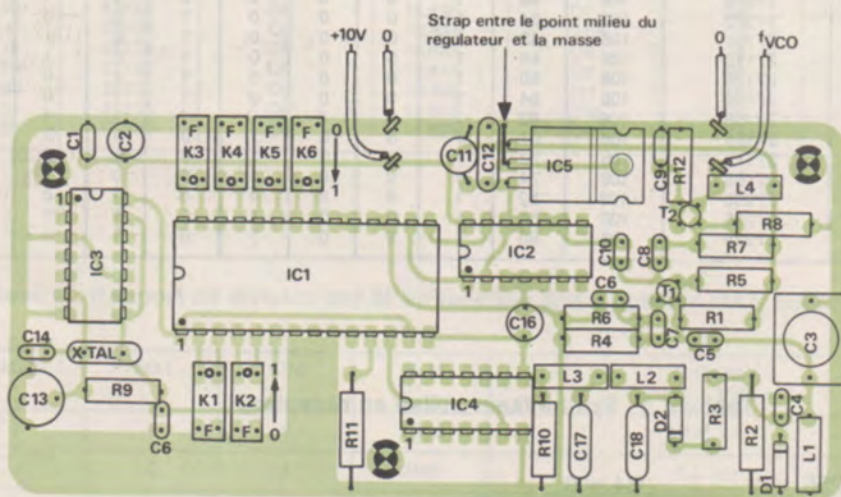 Strap entre le point milieu du
regulateur et la masse
+10V 0
0 fVCO
C1 C2
F F F F
K3 K4 K5 K6
O O O O
0
1
C11 C12
IC5
C9 R12
L4
T2
R8
R7
1
IC3
IC1
1
IC2
1
C10 C8
R5
T1
C6
R6
R1
C7
R4
C5
C16
C3
C14
X-TAL
C13
R9
C6
O O
K1 K2
F F
1
0
R11
IC4
1
L3 L2
R10
C17
C18
D2
R3
R2
C4
D1
L1